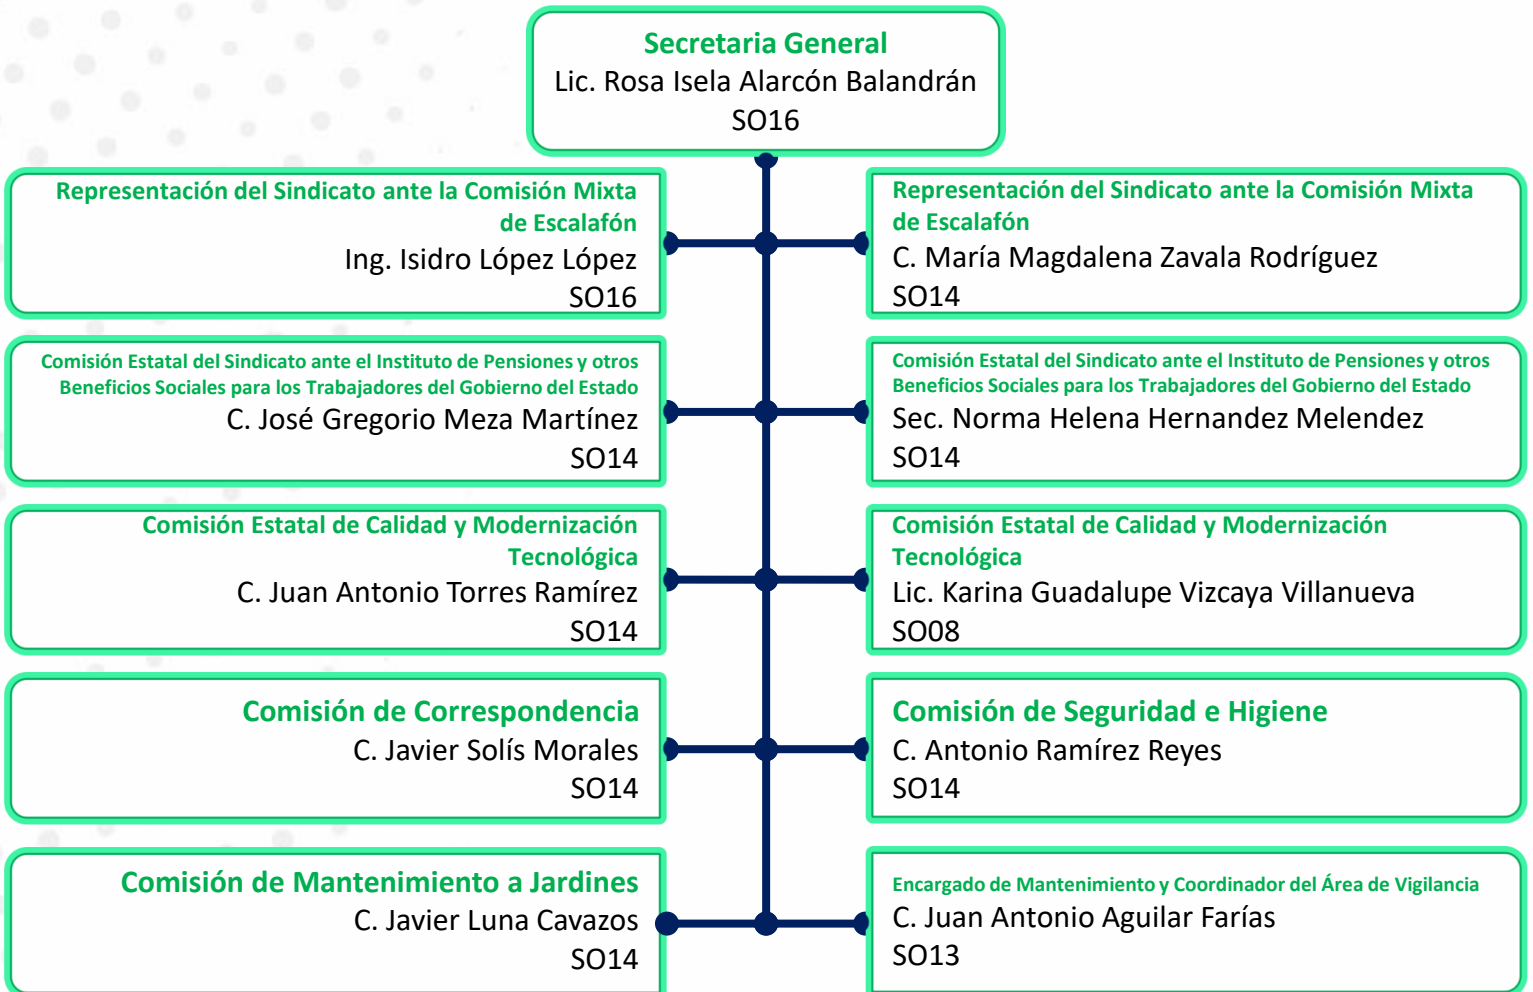 Secretaria General
Lic. Rosa Isela Alarcón Balandrán
SO16
Representación del Sindicato ante la Comisión Mixta
de Escalafón
Ing. Isidro López López
SO16
Representación del Sindicato ante la Comisión Mixta
de Escalafón
C. María Magdalena Zavala Rodríguez
SO14
Comisión Estatal del Sindicato ante el Instituto de Pensiones y otros
Beneficios Sociales para los Trabajadores del Gobierno del Estado
C. José Gregorio Meza Martínez
SO14
Comisión Estatal del Sindicato ante el Instituto de Pensiones y otros
Beneficios Sociales para los Trabajadores del Gobierno del Estado
Sec. Norma Helena Hernandez Melendez
SO14
Comisión Estatal de Calidad y Modernización
Tecnológica
C. Juan Antonio Torres Ramírez
SO14
Comisión Estatal de Calidad y Modernización
Tecnológica
Lic. Karina Guadalupe Vizcaya Villanueva
SO08
Comisión de Correspondencia
C. Javier Solís Morales
SO14
Comisión de Seguridad e Higiene
C. Antonio Ramírez Reyes
SO14
Comisión de Mantenimiento a Jardines
C. Javier Luna Cavazos
SO14
Encargado de Mantenimiento y Coordinador del Área de Vigilancia
C. Juan Antonio Aguilar Farías
SO13